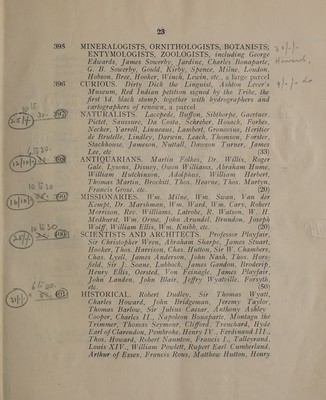 23
395 MINERALOGISTS, ORNITHOLOGISTS, BOTANISTS,
ENTYMOLOGISTS, ZOOLOGISTS, including George
Edwards, James Sowerby, Jardine, Charles Bonaparte,
G. B. Sowerby, Gould, Kirby, Spence, Milne, Loudon,
Hobson, Bree, Hooker, Winch, Lewin, etc., a large parcel
396 CURIOUS. Dirty Dick the Linguist, Ashton Lever's
Museum, Red Indian petition signed by the Tribe, the
first 1d. black stamp, together with hydrographers and
cartographers of renown, a parcel
397 NATURALISTS. Lacepede, Buffon, Sibthorpe, Gaertner,
Pictet, Saussure, Da Costa, Schreber, Houach, Forbes,
Necker, Yarrell, Linnaeus, Lambert, Gronovius, Heritier
de Brutelle, Lindley, Darwin, Leach, Thomson, Forster,
Stackhouse, Jameson, Nuttall, Dawson Turner, James
Lee, etc. (83)
398 ANTIQUARIANS. Martin Folkes, Dr. Willis, Roger
Gale, Lysons, Disney, Owen Williams, Abraham Hume,
William Hutchinson, Adolphus, William Herbert,
Thomas Martin, Brockitt, Thos. Hearne, Thos. Martyn,
Francis Grose, etc. (20)
399 MISSIONARIES. Wm. Milne, Wm. Swan, Van der
Kempt, Dr. Marshman, Wm. Ward, Wm. Cary, Robert
Morrison, Rev. Williams, Latrobe, R. Watson, W. H.
Medhurst, Wm. Orme, John Arundel, Brandon, Joseph
Wolff, William Ellis, Wm. Knibb, etc. (20)
400 SCIENTISTS AND ARCHITECTS. Professor Playfair,
Sir Christopher Wren, Abraham Sharpe, James Stuart,
Hooker, Thos. Harrison, Chas. Hutton, Sir W. Chambers,
Chas. Lyell, James Anderson, John Nash, Thos. Horsfeild,
Sir J. Soane, Lubbock, James Gandon, Broderip,
Henry Ellis, Oersted, Von Feinagle, James Playfair,
John Landen, John Blair, Jeffry Wyatville, Forsyth,
etc. (50)
401 HISTORICAL. Robert Dudley, Sir Thomas Wyatt,
Charles Howard, John Bridgeman, Jeremy Taylor,
Thomas Barlow, Sir Julius Caesar, Anthony Ashley
Cooper, Charles II., Napoleon Bonaparte, Montagu the
Trimmer, Thomas Seymour, Clifford, Trenchard, Hyde
Earl of Clarendon, Pembroke, Henry IV., Ferdinand III.,
Thos. Howard, Robert Naunton, Francis I., Talleyrand,
Louis XIV., William Powlett, Rupert Earl Cumberland,
Arthur of Essex, Francis Rous, Matthew Hutton, Henry